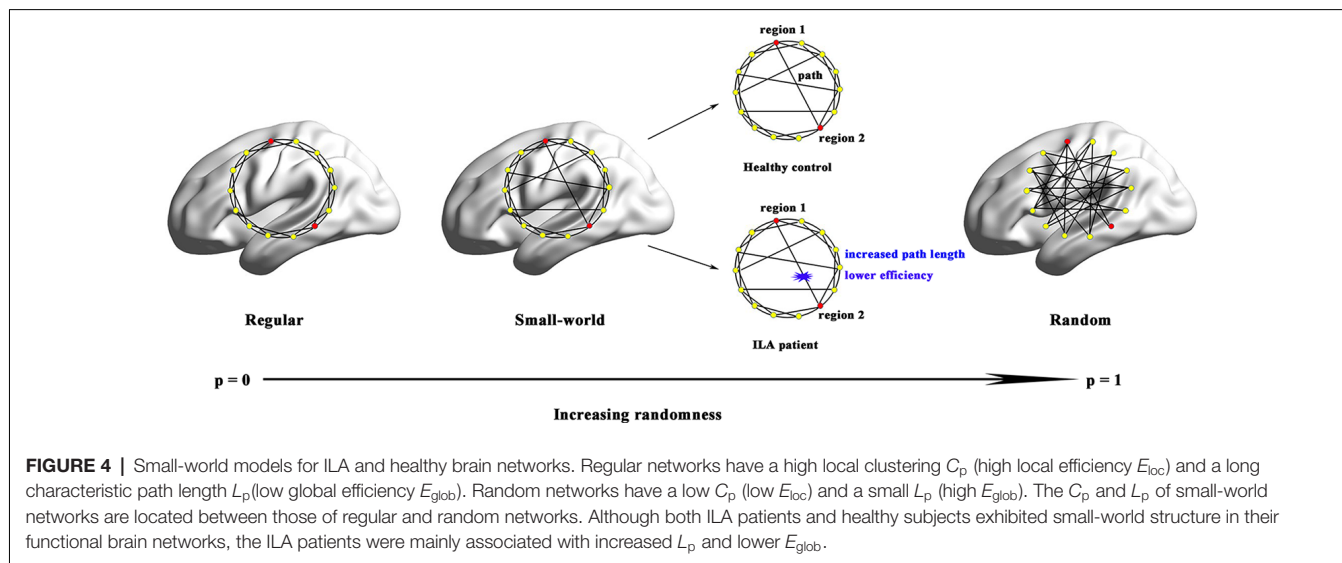 region 1
path
region 2
Healthy control
region 1
increased path length
lower efficiency
region 2
ILA patient
Regular
Small-world
Random
p = 0
p = 1
Increasing randomness
FIGURE 4 | Small-world models for ILA and healthy brain networks. Regular networks have a high local clustering Cp (high local efficiency Eloc) and a long
characteristic path length Lp(low global efficiency Eglob). Random networks have a low Cp (low Eloc) and a small Lp (high Eglob). The Cp and Lp of small-world
networks are located between those of regular and random networks. Although both ILA patients and healthy subjects exhibited small-world structure in their
functional brain networks, the ILA patients were mainly associated with increased Lp and lower Eglob.